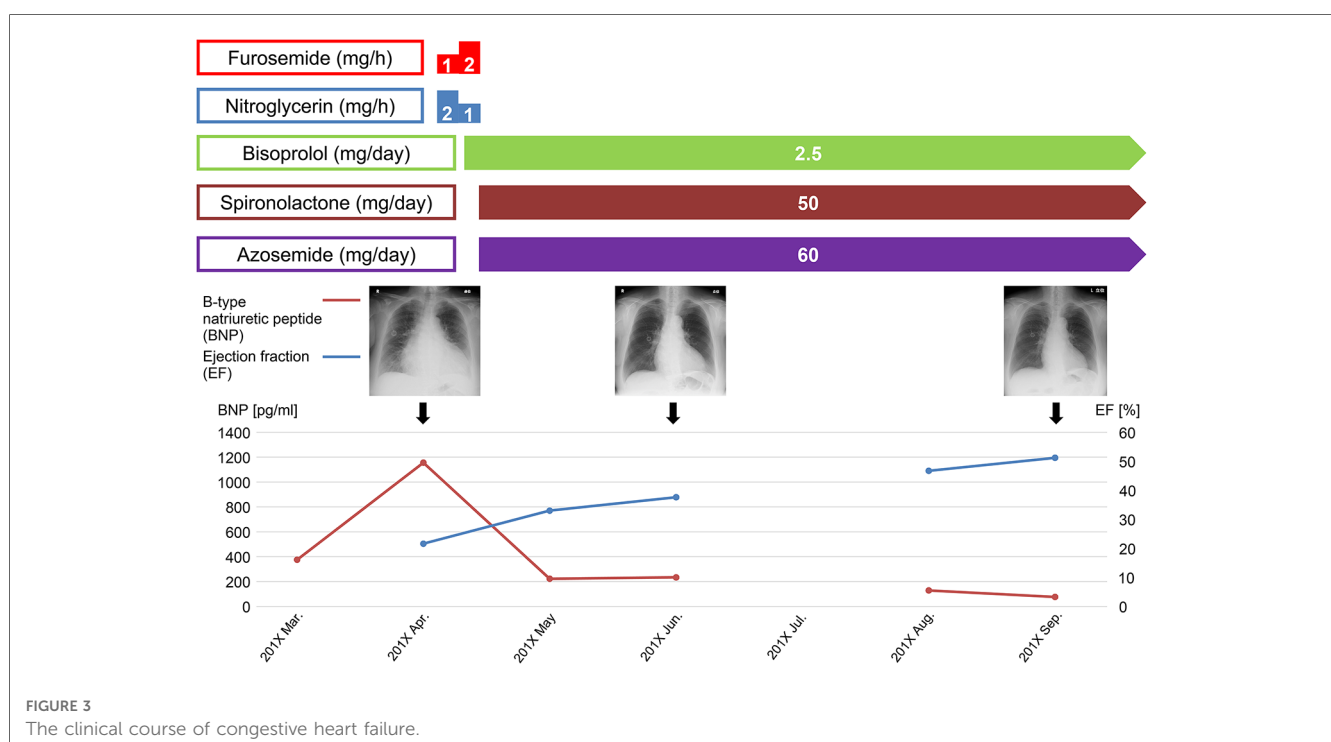 Furosemide (mg/h)
1 2
Nitroglycerin (mg/h)
2 1
Bisoprolol (mg/day)
2.5
Spironolactone (mg/day)
50
Azosemide (mg/day)
60
B-type
natriuretic peptide
(BNP)
Ejection fraction
(EF)
BNP [pg/ml]
EF [%]
1400
1200
1000
800
600
400
200
0
60
50
40
30
20
10
0
201X Mar.
201X Apr.
201X May
201X Jun.
201X Jul.
201X Aug.
201X Sep.
FIGURE 3
The clinical course of congestive heart failure.